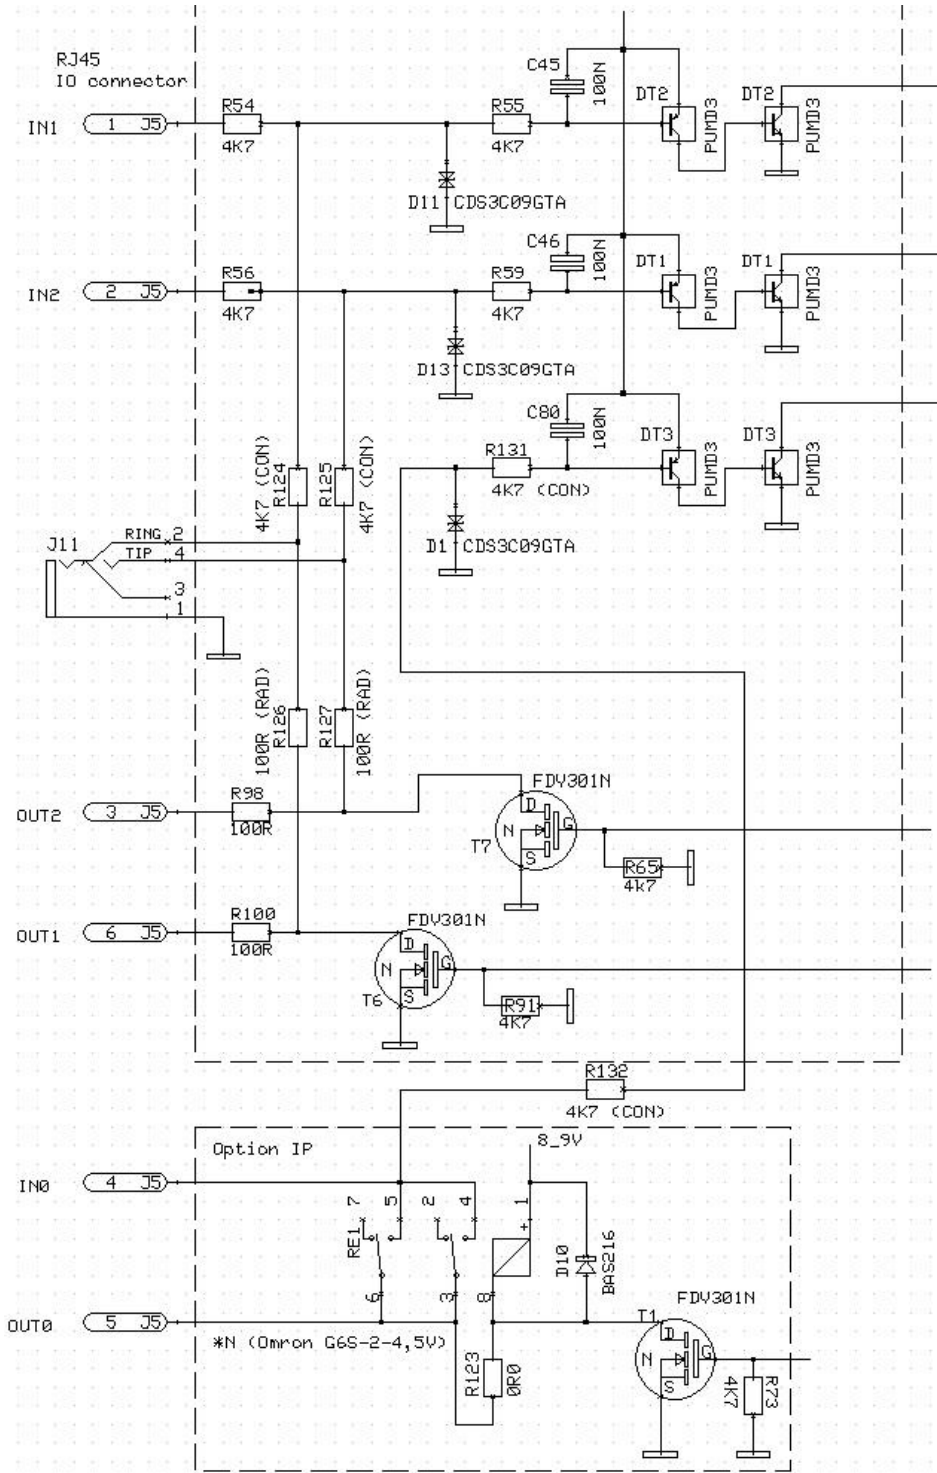 RJ45
IO connector
IN1
1 J5
R54
4K7
R55
4K7
C45
100N
DT2
PUMD3
DT2
PUMD3
D11
CDS3C09GTA
IN2
2 J5
R56
4K7
R59
4K7
C46
100N
DT1
PUMD3
DT1
PUMD3
D13
CDS3C09GTA
C80
100N
R131
4K7 (CON)
DT3
PUMD3
DT3
PUMD3
D1
CDS3C09GTA
4K7 (CON)
R124
R125
4K7 (CON)
J11
RING 2
TIP 4
3
1
100R (RAD)
R126
R127
100R (RAD)
OUT2
3 J5
R98
100R
FDV301N
D
N
G
S
T7
R65
4k7
OUT1
6 J5
R100
100R
FDV301N
D
N
G
S
T6
R91
4K7
R132
4K7 (CON)
Option IP
8_9V
IN0
4 J5
7
5
2
4
1
RE1
+
D10
BAS216
6
3
8
OUT0
5 J5
*N (Omron G6S-2-4,5V)
R123
0R0
FDV301N
T1
D
N
G
S
R73
4K7